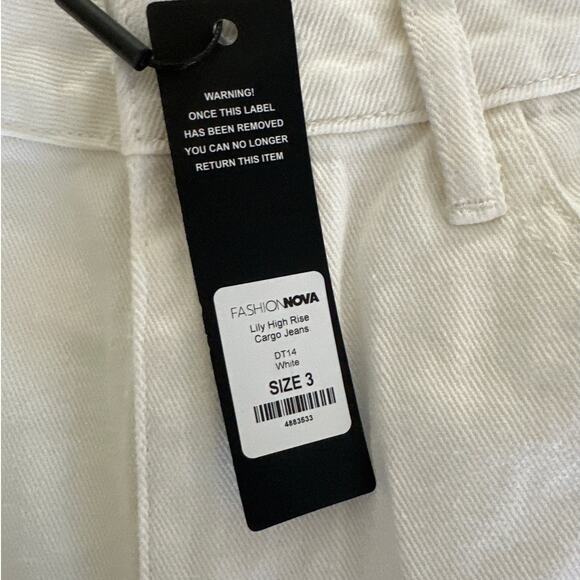 WARNING!
ONCE THIS LABEL
HAS BEEN REMOVED
YOU CAN NO LONGER
RETURN THIS ITEM
FASHIONNOVA
Lily High Rise
Cargo Jeans
DT14
White
SIZE 3
4883533